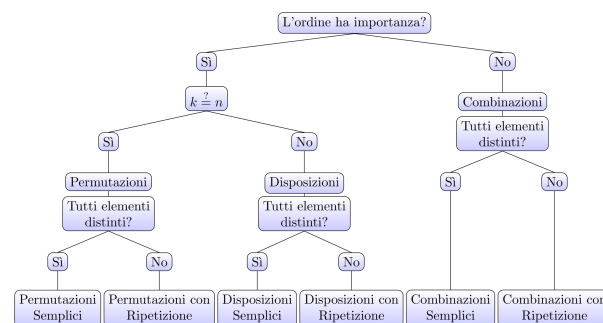 L'ordine ha importanza?
Sì
No
k ?= n
Combinazioni
Tutti elementi
distinti?
Sì
No
Permutazioni
Disposizioni
Sì
No
Tutti elementi
distinti?
Tutti elementi
distinti?
Sì
No
Sì
No
Permutazioni
Semplici
Permutazioni con
Ripetizione
Disposizioni
Semplici
Disposizioni con
Ripetizione
Combinazioni
Semplici
Combinazioni con
Ripetizione